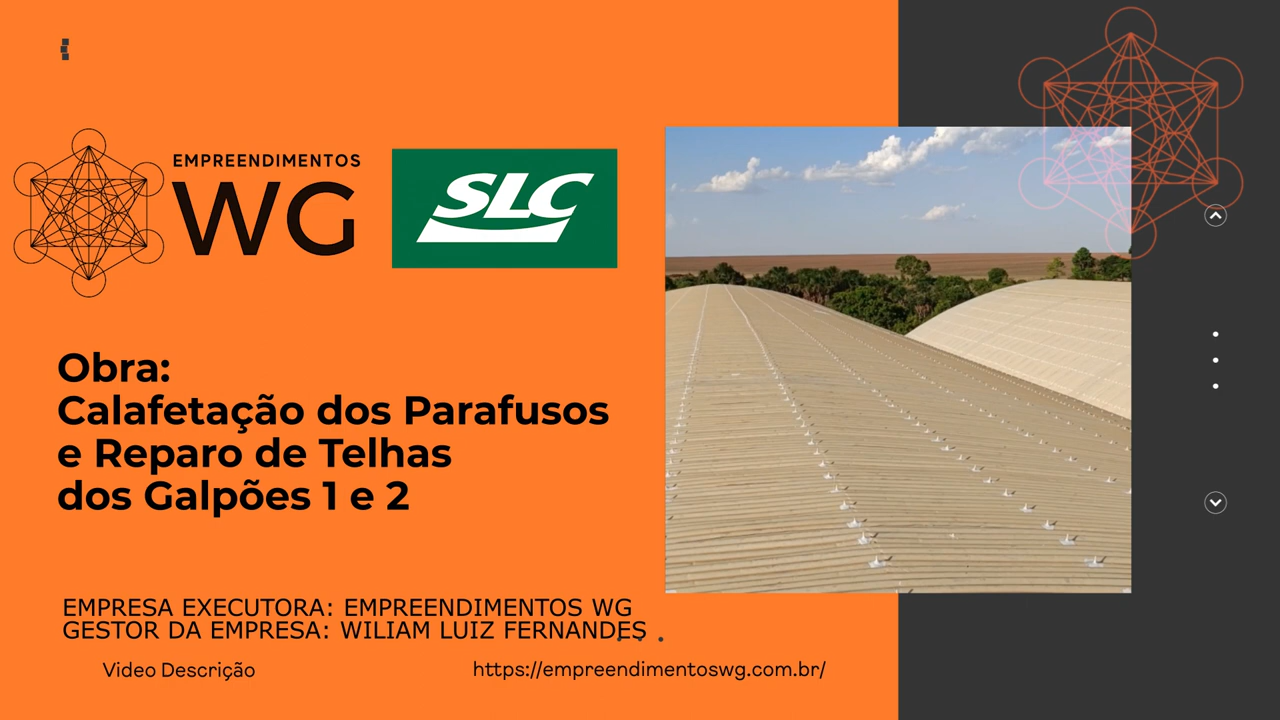 EMPREENDIMENTOS
WG
SLC
Obra:
Calafetação dos Parafusos
e Reparo de Telhas
dos Galpões 1 e 2
EMPRESA EXECUTORA: EMPREENDIMENTOS WG
GESTOR DA EMPRESA: WILIAM LUIZ FERNANDES
Video Descrição
https://empreendimentoswg.com.br/